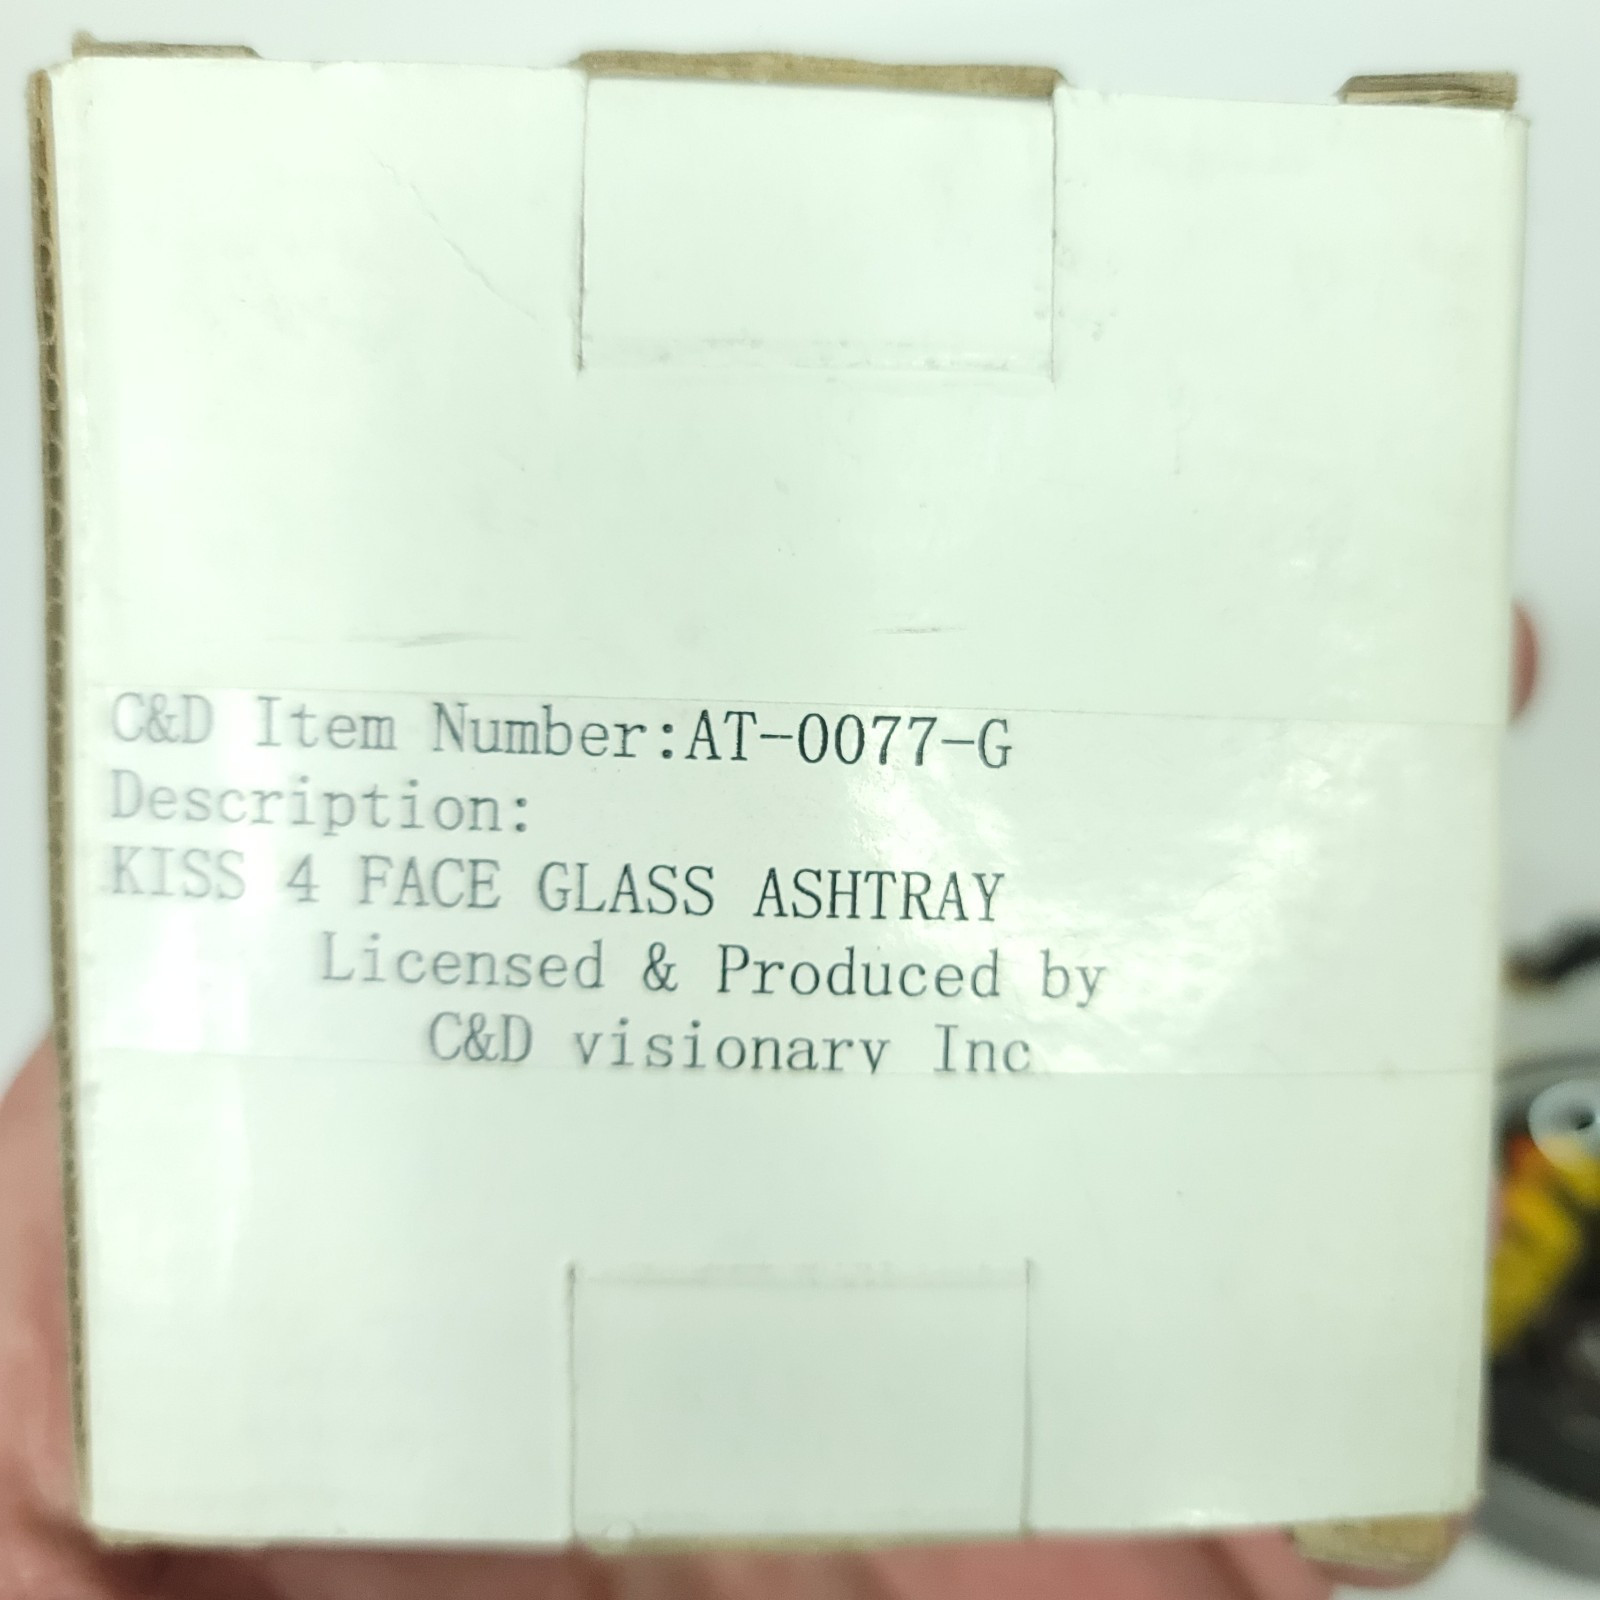 C&D Item Number:AT-0077-G
Description:
KISS 4 FACE GLASS ASHTRAY
Licensed & Produced by
C&D visionary Inc